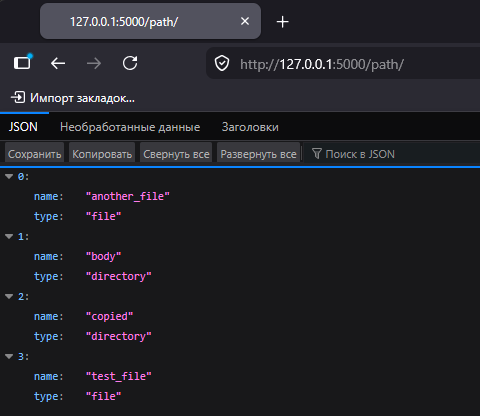 127.0.0.1:5000/path/
http://127.0.0.1:5000/path/
Импорт закладок...
JSON Необработанные данные Заголовки
Сохранить Копировать Свернуть все Развернуть все Поиск в JSON
0:
name: "another_file"
type: "file"
1:
name: "body"
type: "directory"
2:
name: "copied"
type: "directory"
3:
name: "test_file"
type: "file"